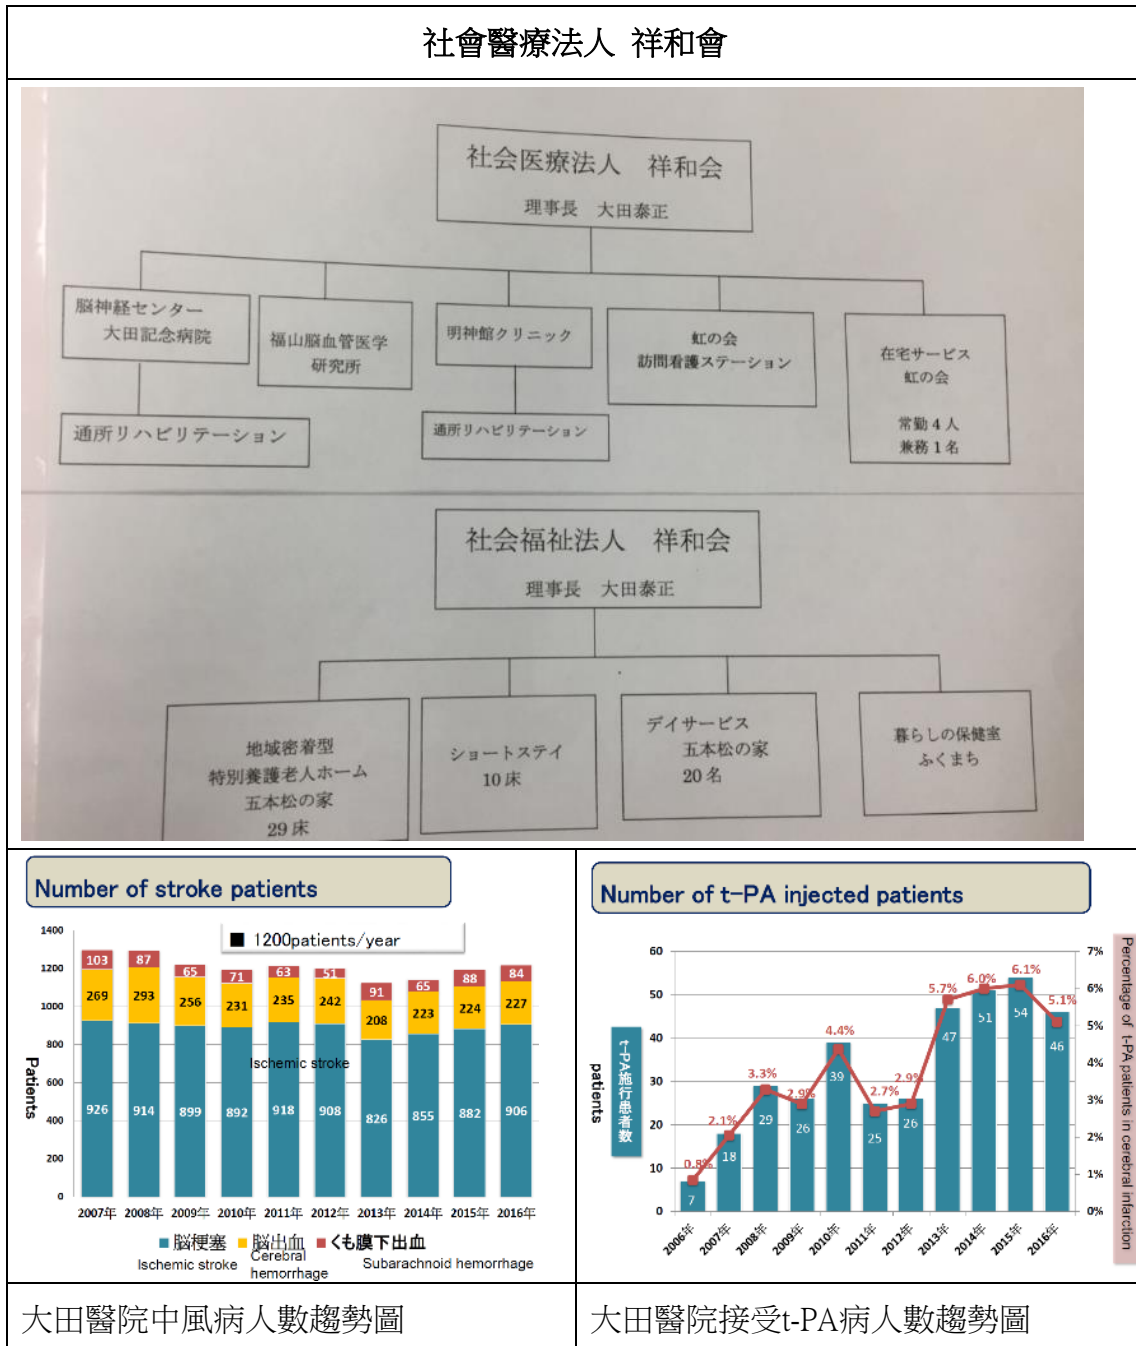 社會醫療法人 祥和會
社会医療法人 祥和会
理事長 大田泰正
脳神経センター
大田記念病院
福山脳血管医学
研究所
明神館クリニック
虹の会
訪問看護ステーション
在宅サービス
虹の会
常勤4人
兼務1名
通所リハビリテーション
通所リハビリテーション
社会福祉法人 祥和会
理事長 大田泰正
地域密着型
特別養護老人ホーム
五本松の家
29床
ショートステイ
10床
デイサービス
五本松の家
20名
暮らしの保健室
ふくまち
Number of stroke patients
■ 1200patients/year
Patients
1400
1200
1000
800
600
400
200
0
103 87 65 71 63 51 91 65 88 84
269 293 256 231 235 242 208 223 224 227
Ischemic stroke
926 914 899 892 918 908 826 855 882 906
2007年 2008年 2009年 2010年 2011年 2012年 2013年 2014年 2015年 2016年
■脳梗塞 ■脳出血 ■くも膜下出血
Ischemic stroke Cerebral hemorrhage Subarachnoid hemorrhage
Number of t-PA injected patients
patients
t-PA施行患者数
60
50
40
30
20
10
0
0.8% 2.1% 3.3% 2.9% 4.4% 2.7% 2.9% 5.7% 6.0% 6.1% 5.1%
7 18 29 26 39 25 26 47 51 54 46
7%
6%
5%
4%
3%
2%
1%
0%
Percentage of t-PA patients in cerebral infarction
2006年 2007年 2008年 2009年 2010年 2011年 2012年 2013年 2014年 2015年 2016年
大田醫院中風病人數趨勢圖
大田醫院接受t-PA病人數趨勢圖